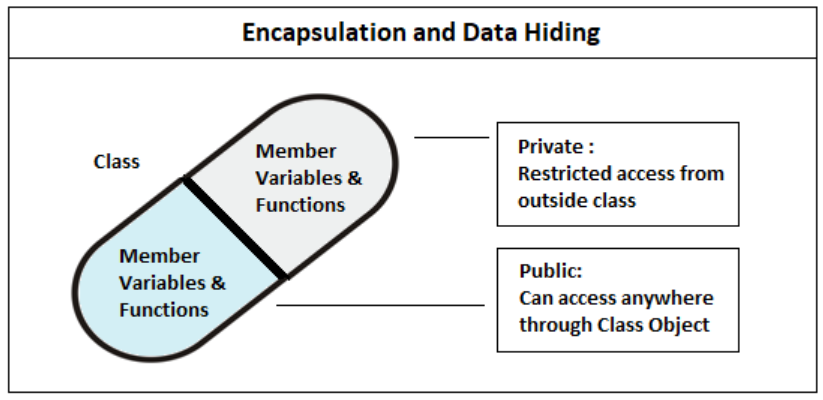 Encapsulation and Data Hiding
Class
Member
Variables &
Functions
Member
Variables &
Functions
Private :
Restricted access from
outside class
Public:
Can access anywhere
through Class Object